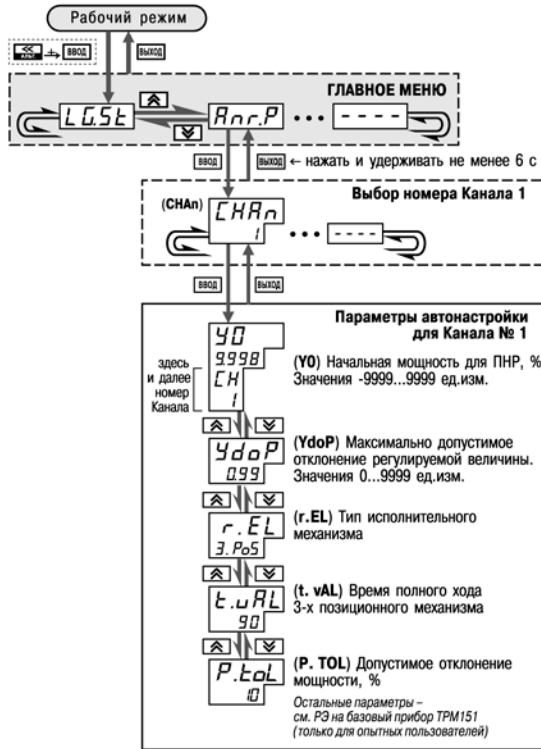 Рабочий режим
≪ + ВВОД
ВЫХОД
ГЛАВНОЕ МЕНЮ
LG.St
Anr.P
• • •
- - - -
ВВОД
ВЫХОД ← нажать и удерживать не менее 6 с
Выбор номера Канала 1
(CHAn)
CHAn
1
• • •
- - - -
ВВОД
ВЫХОД
Параметры автонастройки
для Канала № 1
Y0
9.998
CH
1
здесь
и далее
номер
Канала
(Y0) Начальная мощность для ПНР, %
Значения -9999...9999 ед.изм.
YdoP
0.99
(YdoP) Максимально допустимое
отклонение регулируемой величины.
Значения 0...9999 ед.изм.
r.EL
3.PoS
(r.EL) Тип исполнительного
механизма
t.vAL
90
(t. vAL) Время полного хода
3-х позиционного механизма
P.toL
10
(P. TOL) Допустимое отклонение
мощности, %
Остальные параметры –
см. РЭ на базовый прибор ТРМ151
(только для опытных пользователей)